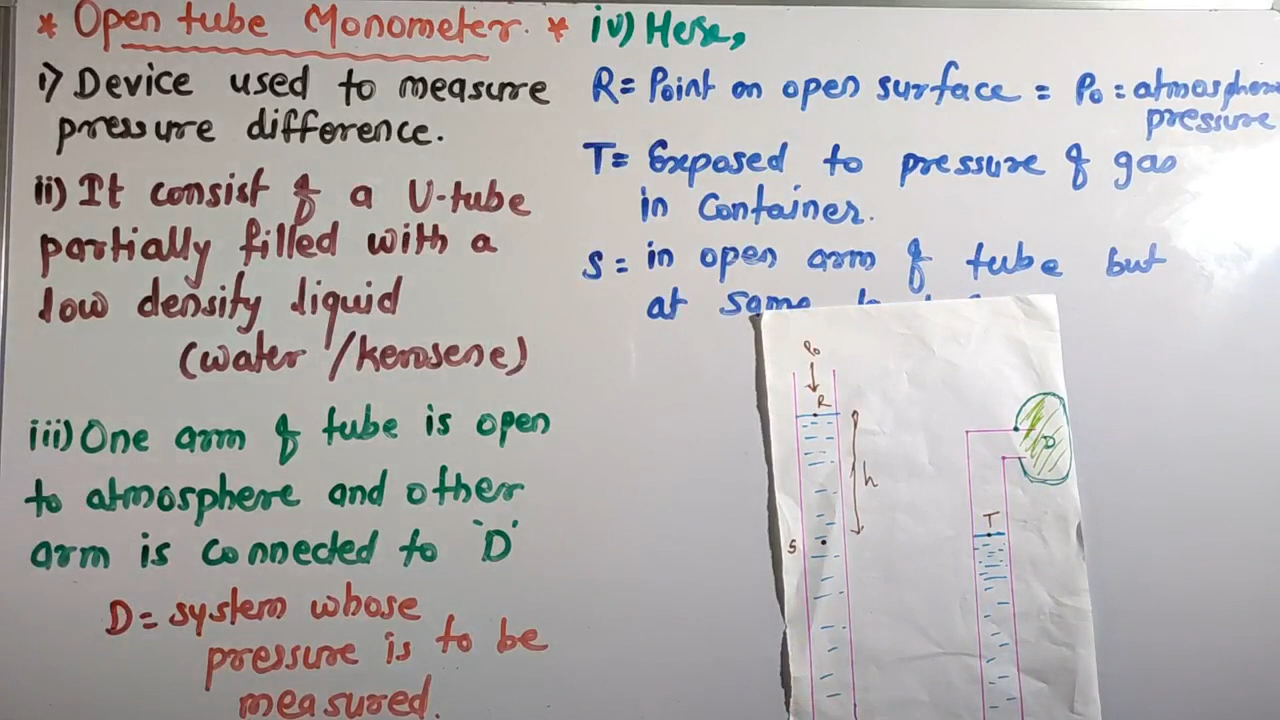 * Open tube Monometer. *
i) Device used to measure
pressure difference.
ii) It consist of a U-tube
partially filled with a
low density liquid
(water / kerosene)
iii) One arm of tube is open
to atmosphere and other
arm is connected to 'D'
D = system whose
pressure is to be
measured.
iv) Here,
R = Point on open surface = P₀ = atmospheric
pressure
T = Exposed to pressure of gas
in container.
S = in open arm of tube but
at same
P₀
R
h
S
D
T